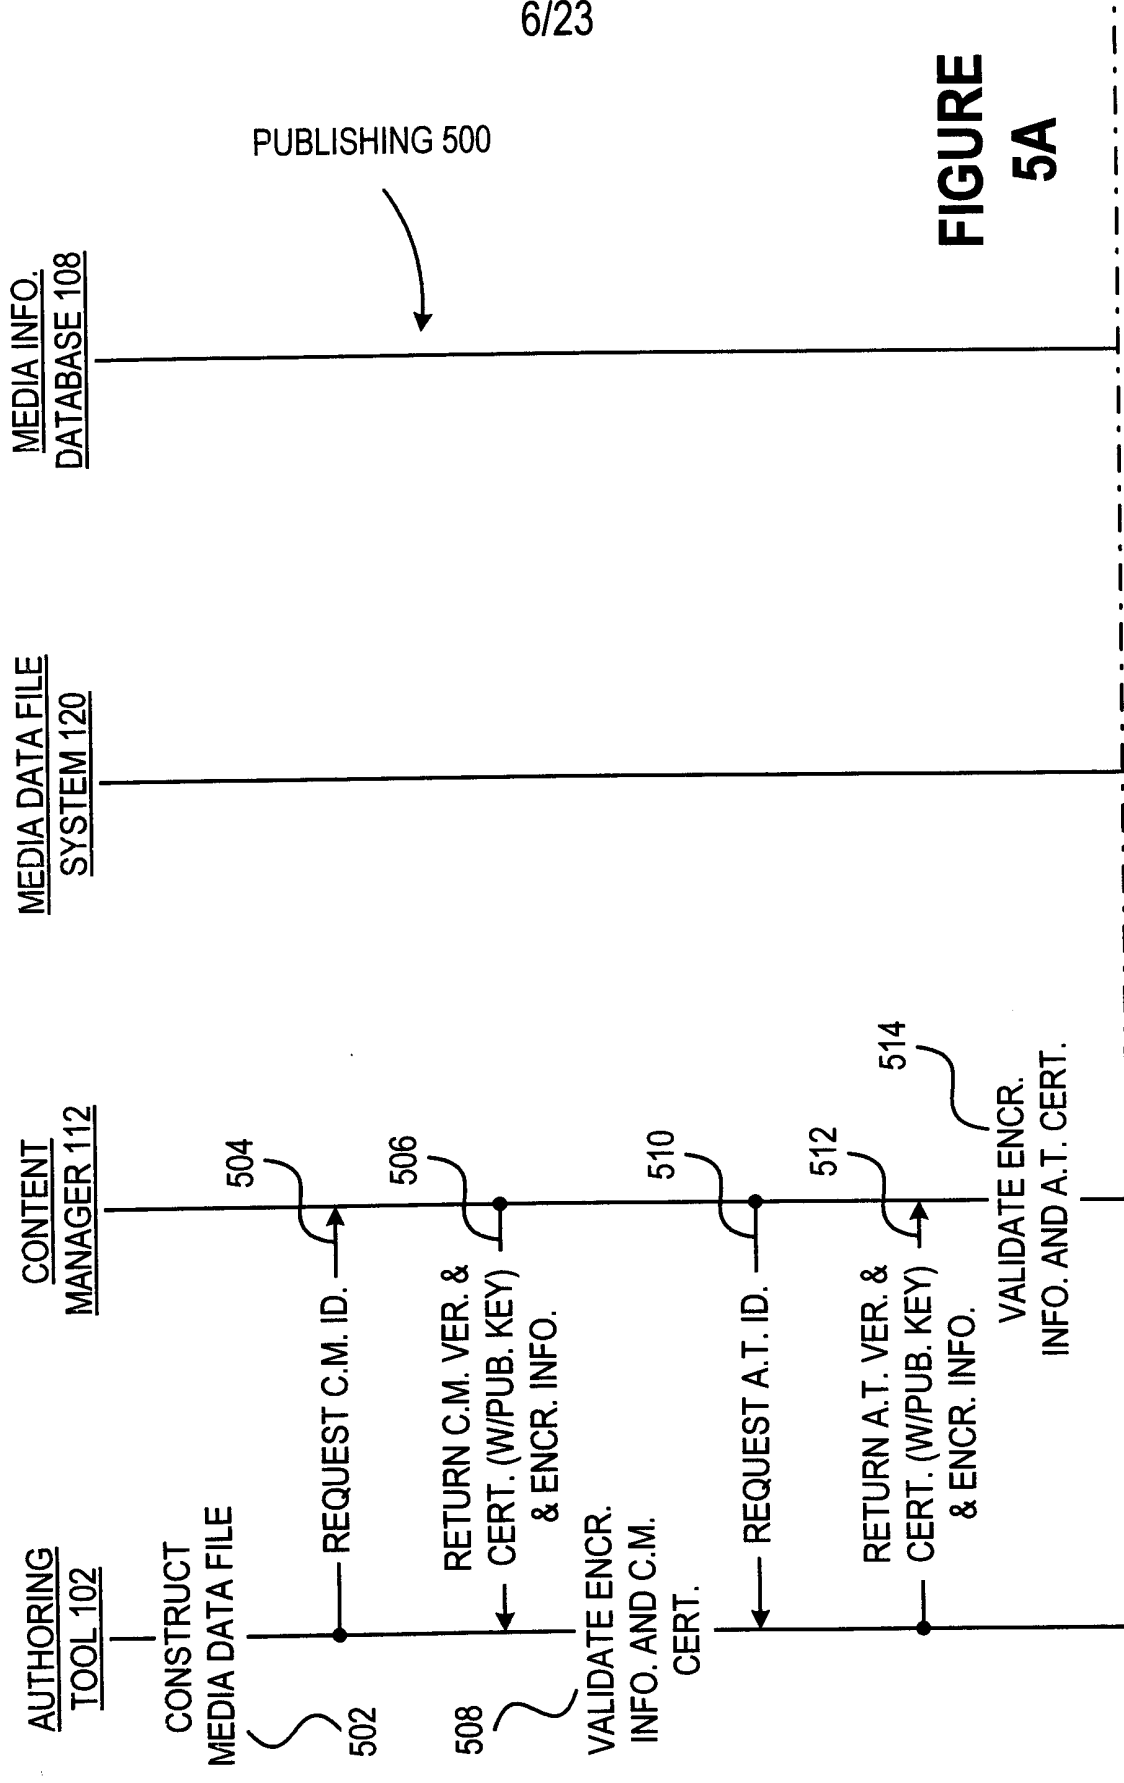 6/23
AUTHORING
TOOL 102
CONTENT
MANAGER 112
MEDIA DATA FILE
SYSTEM 120
MEDIA INFO.
DATABASE 108
PUBLISHING 500
CONSTRUCT
MEDIA DATA FILE
502
504
REQUEST C.M. ID.
506
RETURN C.M. VER. &
CERT. (W/PUB. KEY)
& ENCR. INFO.
508
VALIDATE ENCR.
INFO. AND C.M.
CERT.
510
REQUEST A.T. ID.
512
RETURN A.T. VER. &
CERT. (W/PUB. KEY)
& ENCR. INFO.
514
VALIDATE ENCR.
INFO. AND A.T. CERT.
FIGURE
5A